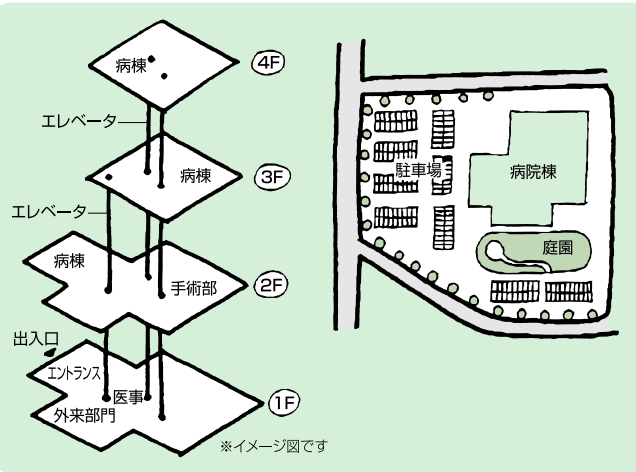 病棟
4F
エレベータ
病棟
3F
エレベータ
病棟
手術部
2F
出入口
エントランス
医事
外来部門
1F
※イメージ図です
駐車場
病院棟
庭園